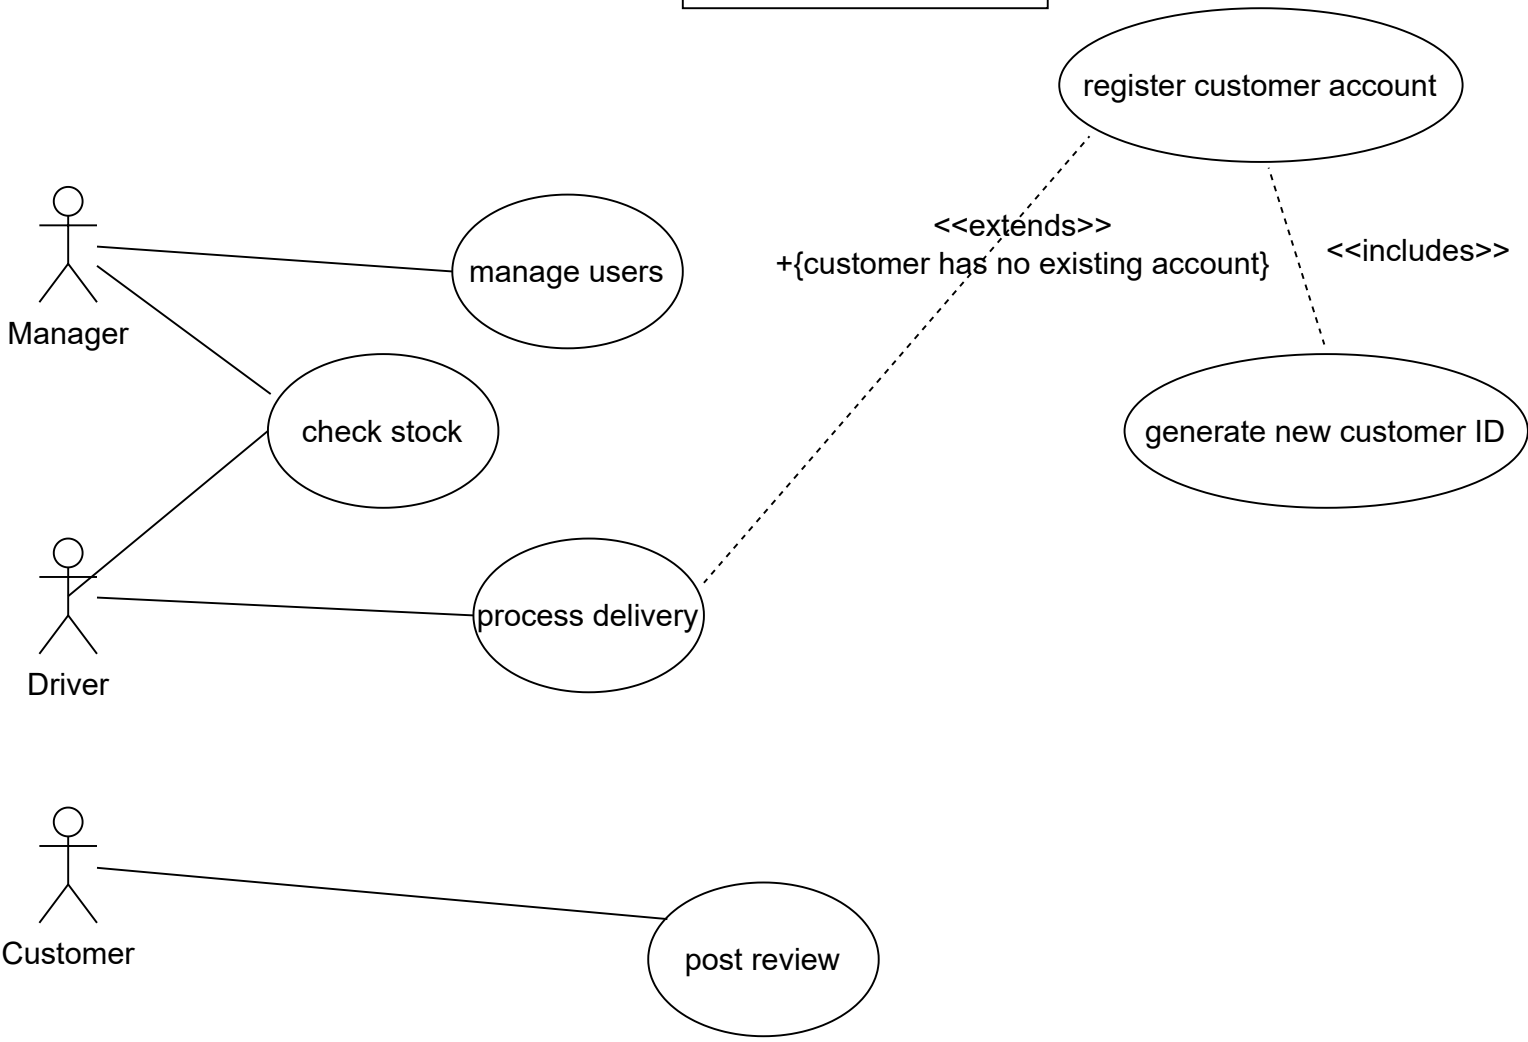 register customer account
<<extends>>
+{customer has no existing account}
<<includes>>
manage users
Manager
check stock
generate new customer ID
process delivery
Driver
Customer
post review